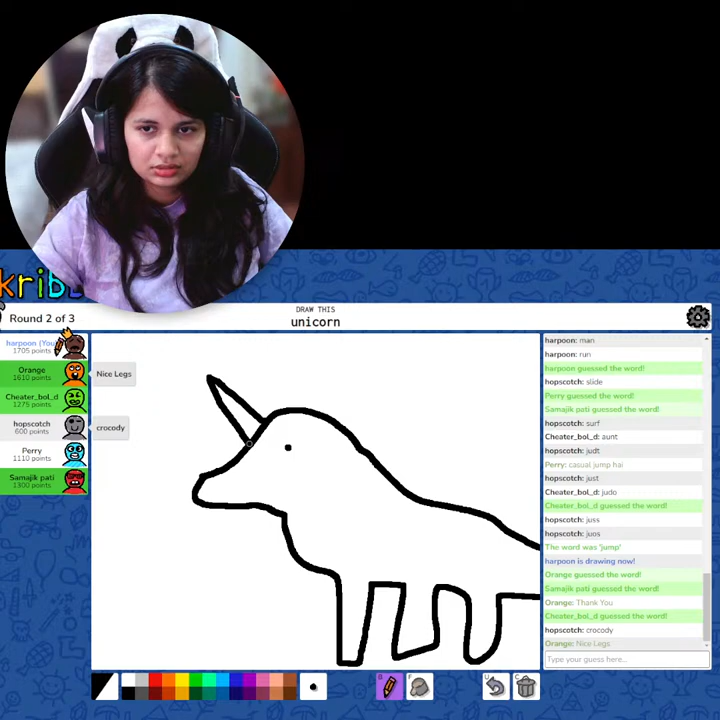 krib
Round 2 of 3
DRAW THIS
unicorn
harpoon (You
1705 points
Orange
1610 points
Cheater_bol_d
1275 points
hopscotch
600 points
Perry
1110 points
Samajik pati
1300 points
Nice Legs
crocody
harpoon: man
harpoon: run
harpoon guessed the word!
hopscotch: slide
Perry guessed the word!
Samajik pati guessed the word!
hopscotch: surf
Cheater_bol_d: aunt
hopscotch: judt
Perry: casual jump hai
hopscotch: just
Cheater_bol_d: judo
Cheater_bol_d guessed the word!
hopscotch: juss
hopscotch: juos
The word was 'jump'
harpoon is drawing now!
Orange guessed the word!
Samajik pati guessed the word!
Orange: Thank You
Cheater_bol_d guessed the word!
hopscotch: crocody
Orange: Nice Legs
Type your guess here...
B
F
U
C